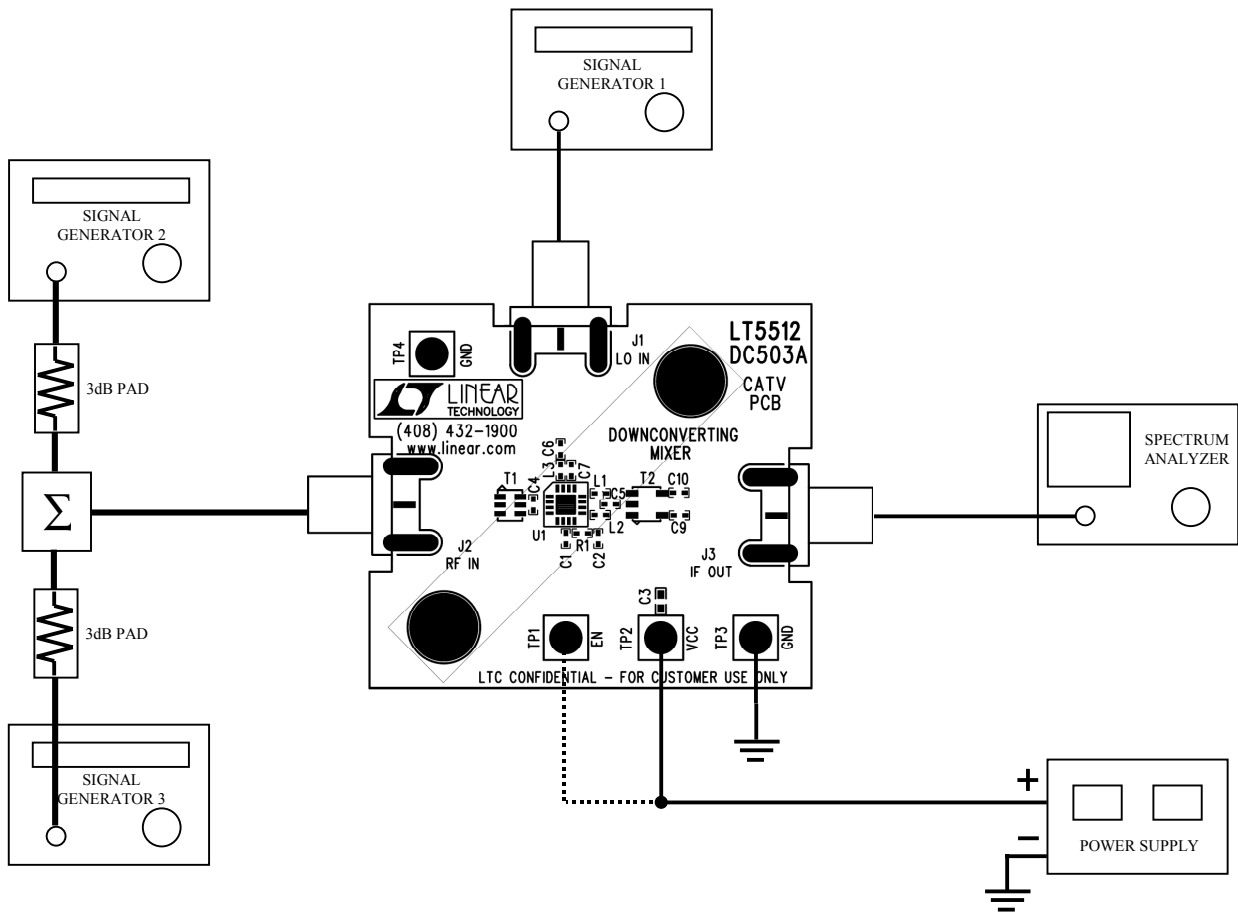 SIGNAL
GENERATOR 1
SIGNAL
GENERATOR 2
3dB PAD
Σ
3dB PAD
SIGNAL
GENERATOR 3
TP4
GND
J1
LO IN
LT5512
DC503A
CATV
PCB
LINEAR
TECHNOLOGY
(408) 432-1900
www.linear.com
DOWNCONVERTING
MIXER
C6
L3
C7
T1
C4
L1
C5
T2
C10
U1
L2
C9
C1
R1
C2
J2
RF IN
J3
IF OUT
C3
TP1
EN
TP2
VCC
TP3
GND
LTC CONFIDENTIAL - FOR CUSTOMER USE ONLY
SPECTRUM
ANALYZER
+
−
POWER SUPPLY